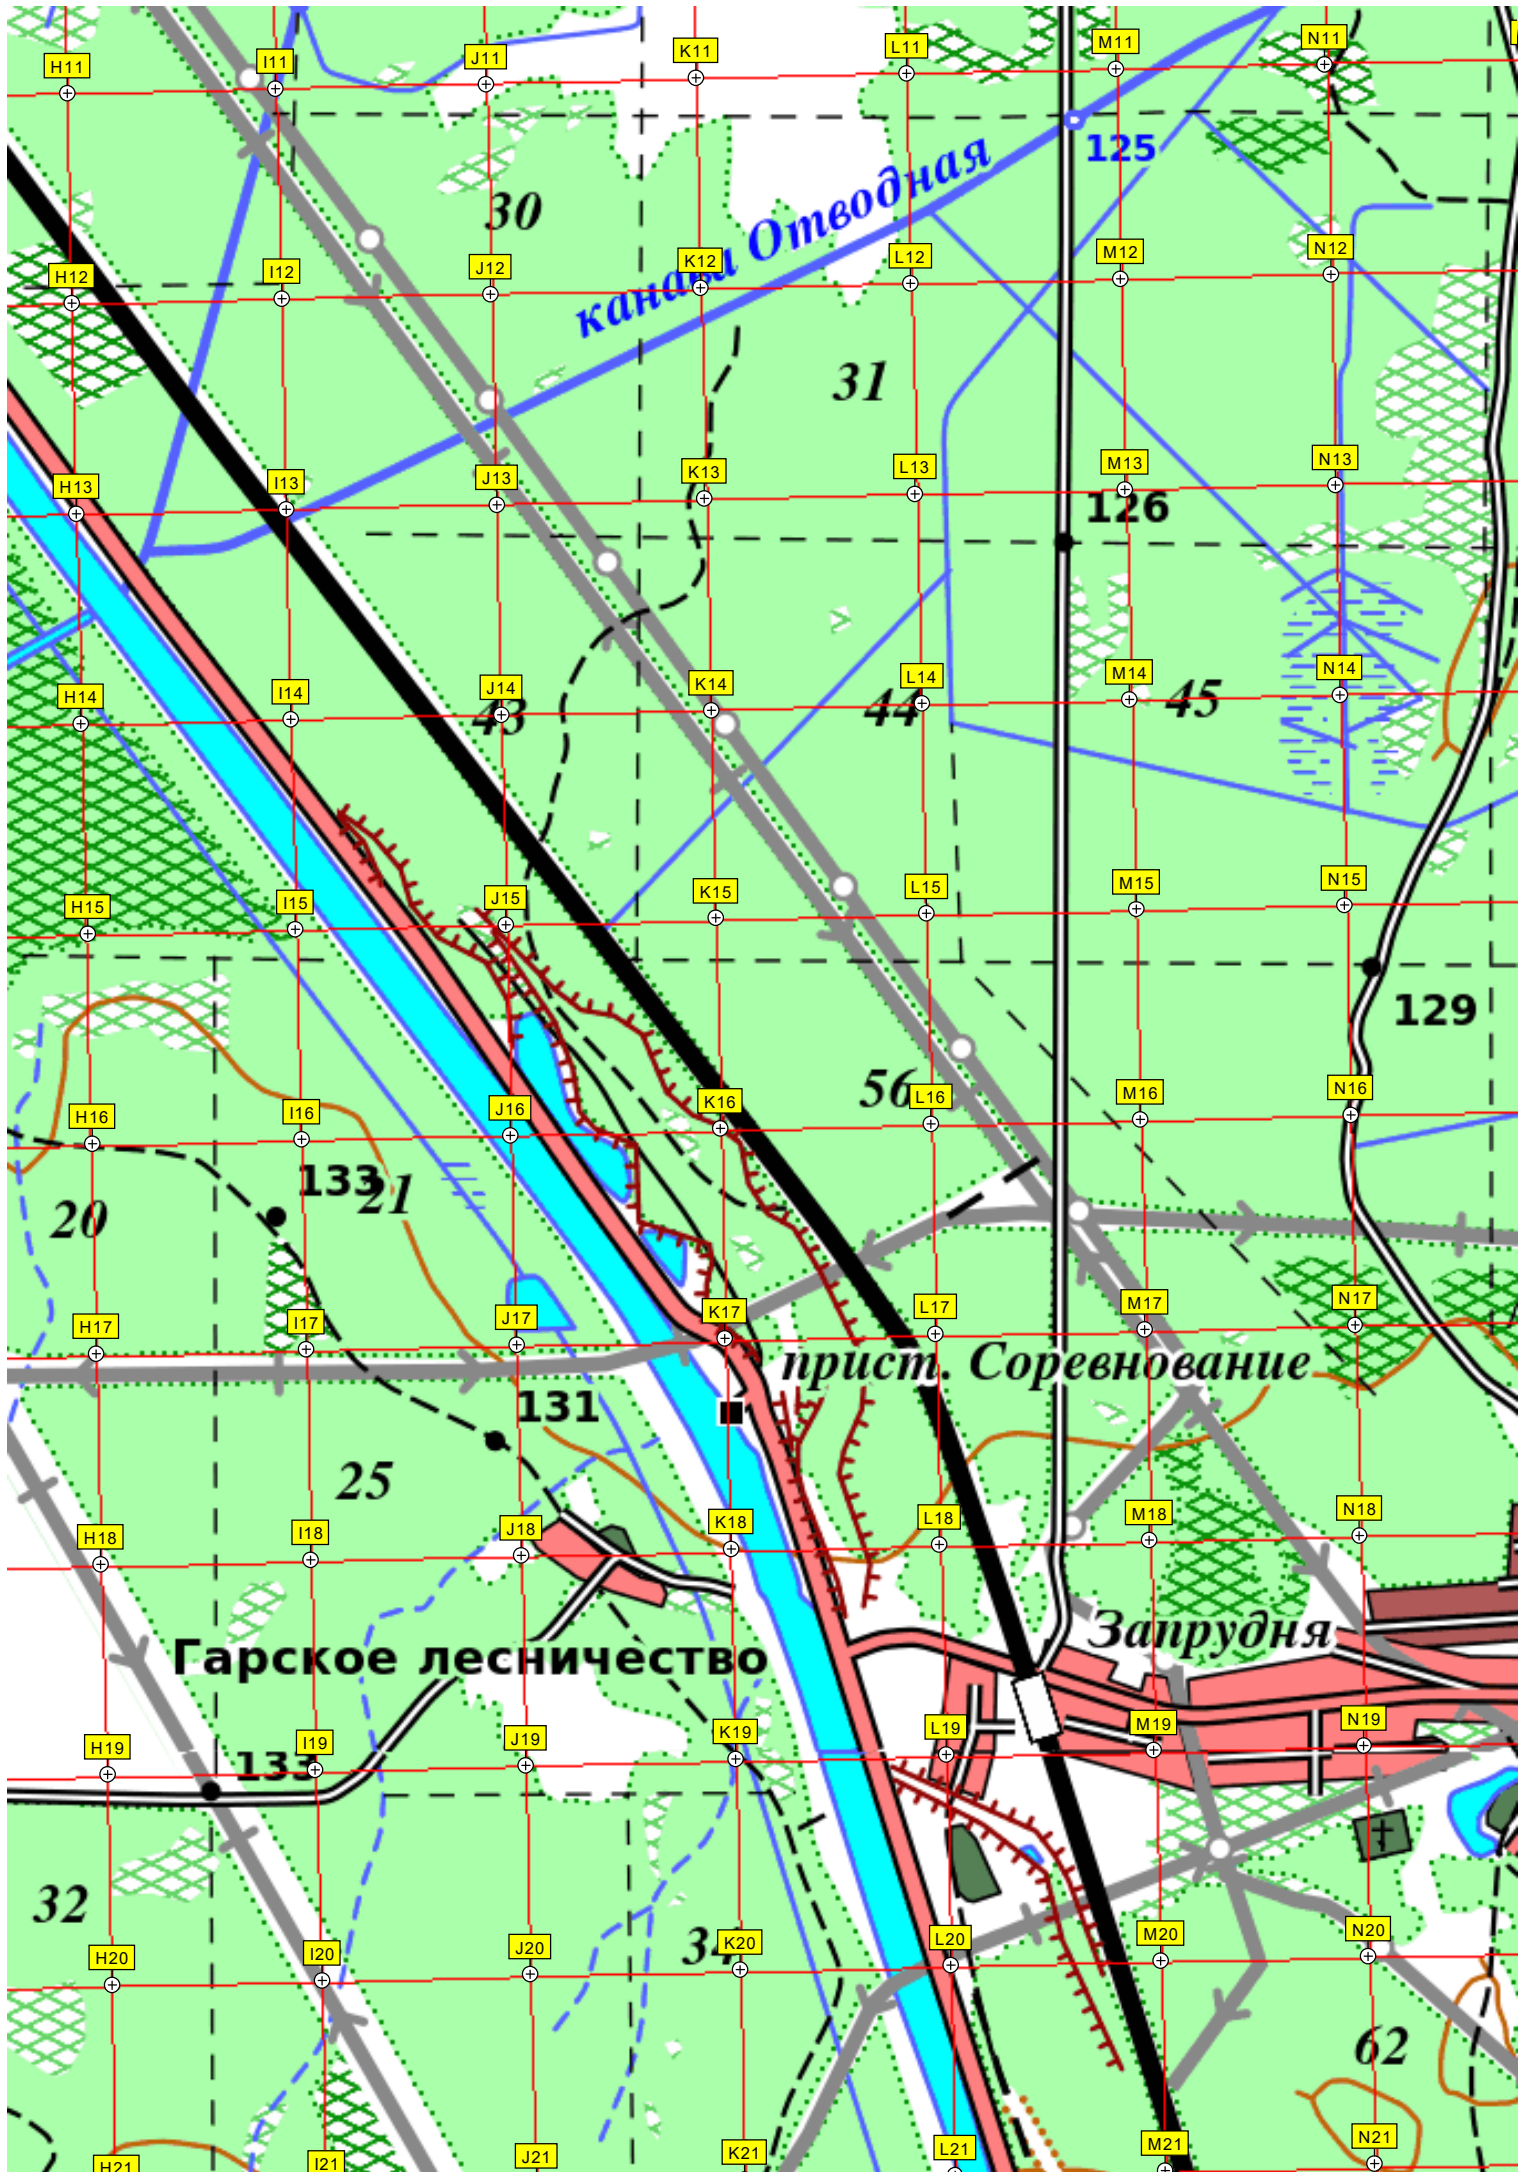 H11 I11 J11 K11 L11 M11 N11
125
30
канава Отводная
H12 I12 J12 K12 L12 M12 N12
31
H13 I13 J13 K13 L13 M13 N13
126
H14 I14 J14 K14 L14 M14 N14
43 44 45
H15 I15 J15 K15 L15 M15 N15
129
56
H16 I16 J16 K16 L16 M16 N16
133 21
20
H17 I17 J17 K17 L17 M17 N17
прист. Соревнование
131
25
H18 I18 J18 K18 L18 M18 N18
Запрудня
Гарское лесничество
H19 I19 J19 K19 L19 M19 N19
32
34
H20 I20 J20 K20 L20 M20 N20
62
H21 I21 J21 K21 L21 M21 N21